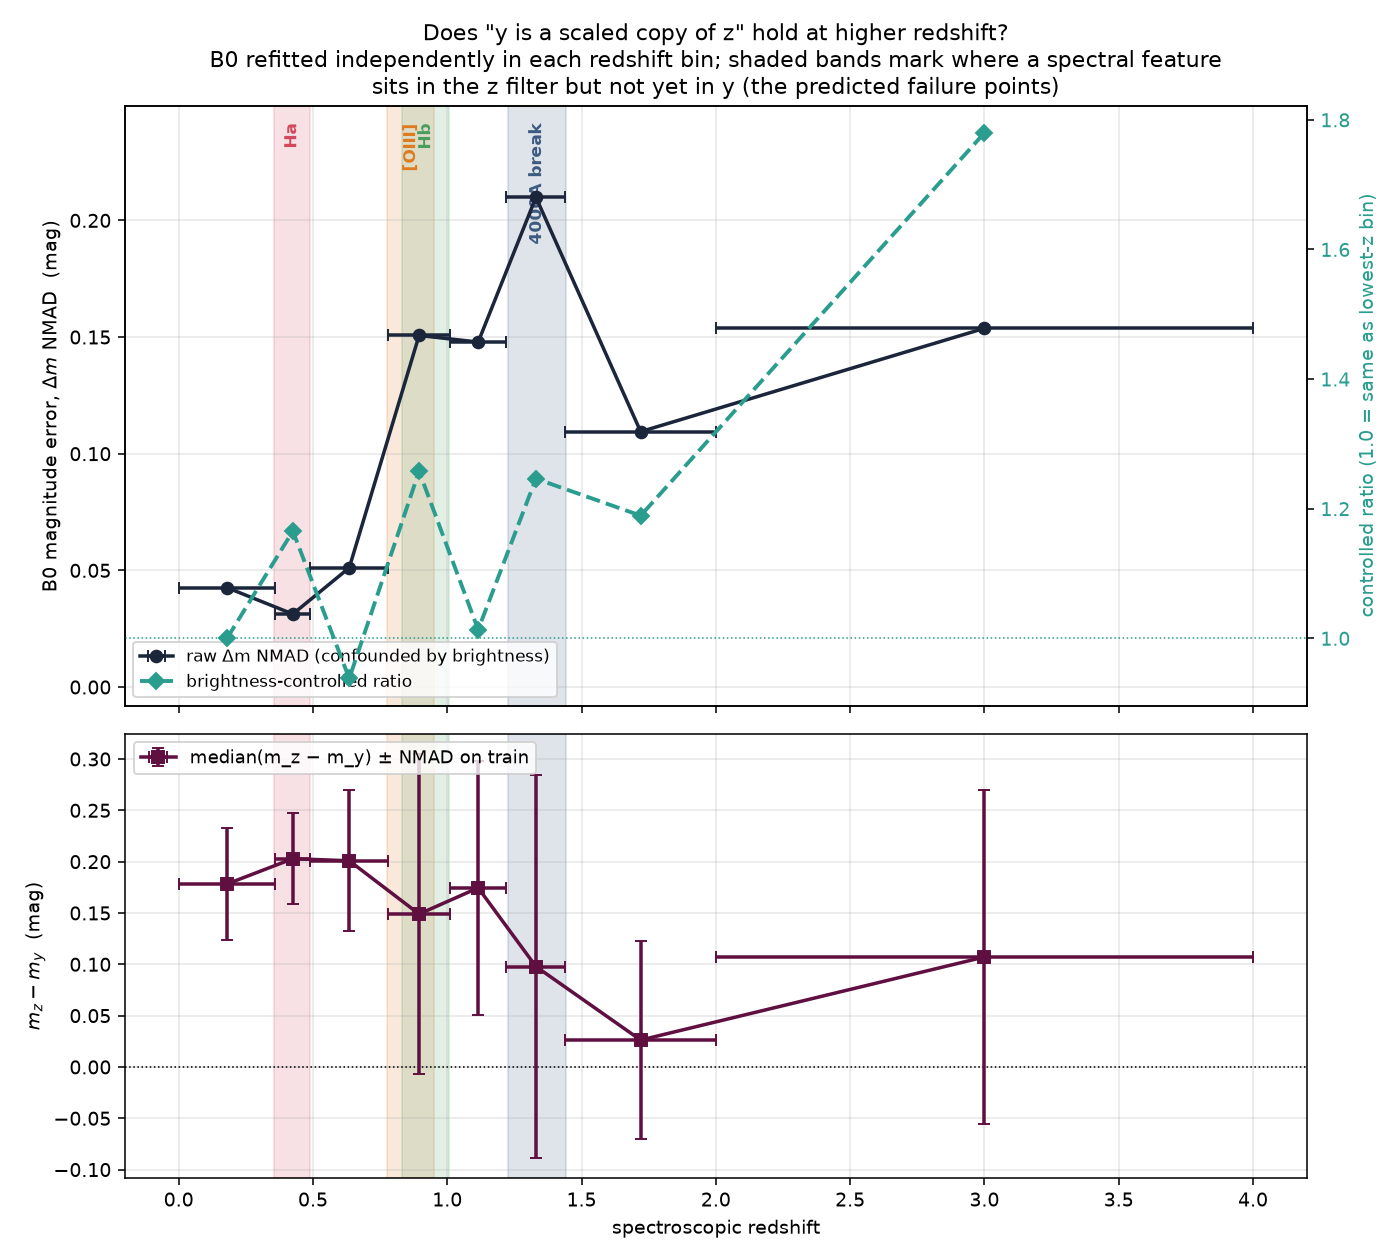 Does "y is a scaled copy of z" hold at higher redshift?
B0 refitted independently in each redshift bin; shaded bands mark where a spectral feature
sits in the z filter but not yet in y (the predicted failure points)
Ha
[OIII]
Hb
4000A break
B0 magnitude error, Δm NMAD (mag)
0.20
0.15
0.10
0.05
0.00
1.8
1.6
1.4
1.2
1.0
controlled ratio (1.0 = same as lowest-z bin)
raw Δm NMAD (confounded by brightness)
brightness-controlled ratio
median(m_z − m_y) ± NMAD on train
m_z − m_y (mag)
0.30
0.25
0.20
0.15
0.10
0.05
0.00
−0.05
−0.10
0.0 0.5 1.0 1.5 2.0 2.5 3.0 3.5 4.0
spectroscopic redshift